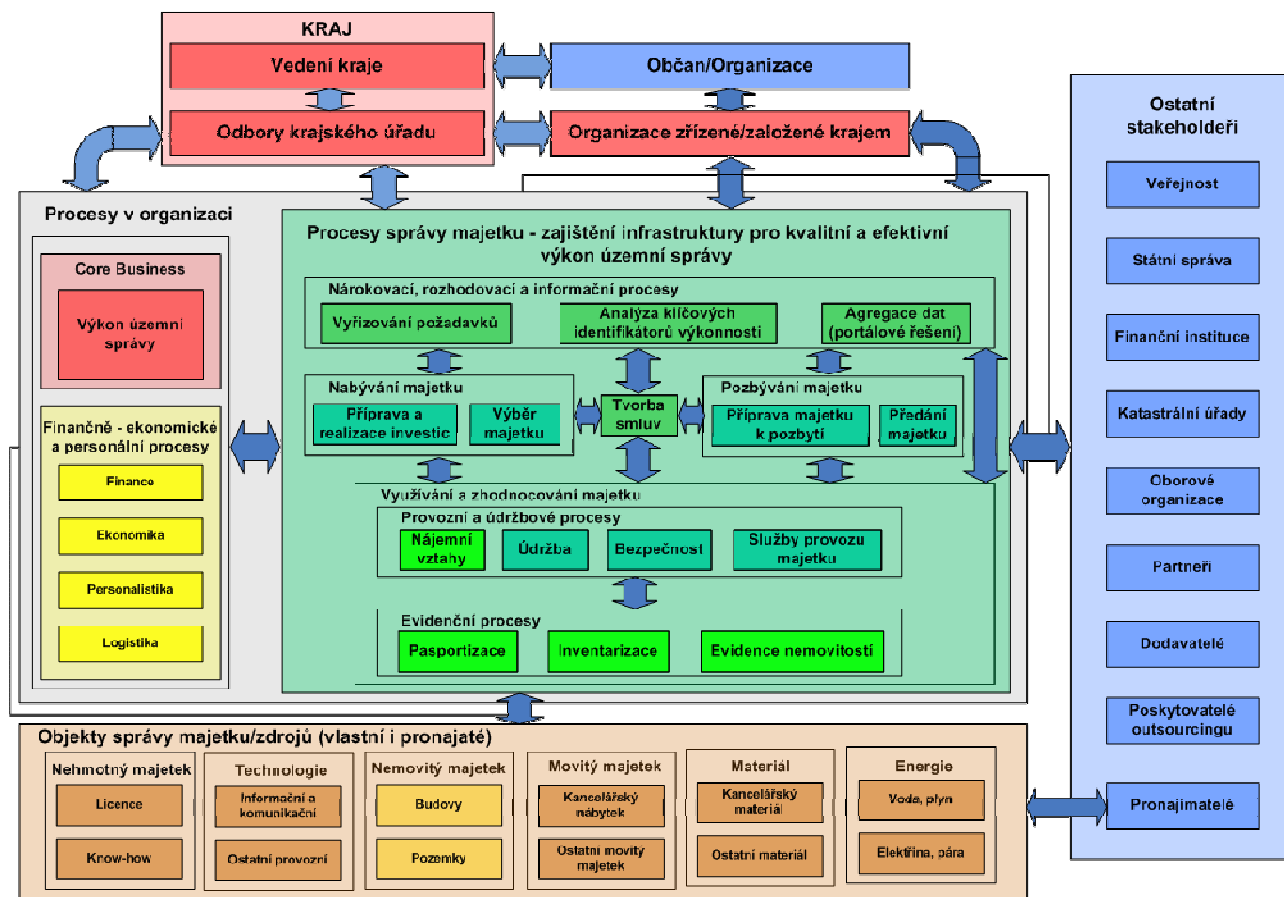 KRAJ
Vedení kraje
Občan/Organizace
Odbory krajského úřadu
Organizace zřízené/založené krajem
Ostatní
stakeholdeři
Veřejnost
Státní správa
Finanční instituce
Katastrální úřady
Oborové
organizace
Partneři
Dodavatelé
Poskytovatelé
outsourcingu
Pronajímatelé
Procesy v organizaci
Core Business
Výkon územní
správy
Finančně - ekonomické
a personální procesy
Finance
Ekonomika
Personalistika
Logistika
Procesy správy majetku - zajištění infrastruktury pro kvalitní a efektivní
výkon územní správy
Nárokovací, rozhodovací a informační procesy
Vyřizování požadavků
Analýza klíčových
identifikátorů výkonnosti
Agregace dat
(portálové řešení)
Nabývání majetku
Příprava a
realizace investic
Výběr
majetku
Tvorba
smluv
Pozbývání majetku
Příprava majetku
k pozbytí
Předání
majetku
Využívání a zhodnocování majetku
Provozní a údržbové procesy
Nájemní
vztahy
Údržba
Bezpečnost
Služby provozu
majetku
Evidenční procesy
Pasportizace
Inventarizace
Evidence nemovitostí
Objekty správy majetku/zdrojů (vlastní i pronajaté)
Nehmotný majetek
Licence
Know-how
Technologie
Informační a
komunikační
Ostatní provozní
Nemovitý majetek
Budovy
Pozemky
Movitý majetek
Kancelářský
nábytek
Ostatní movitý
majetek
Materiál
Kancelářský
materiál
Ostatní materiál
Energie
Voda, plyn
Elektřina, pára